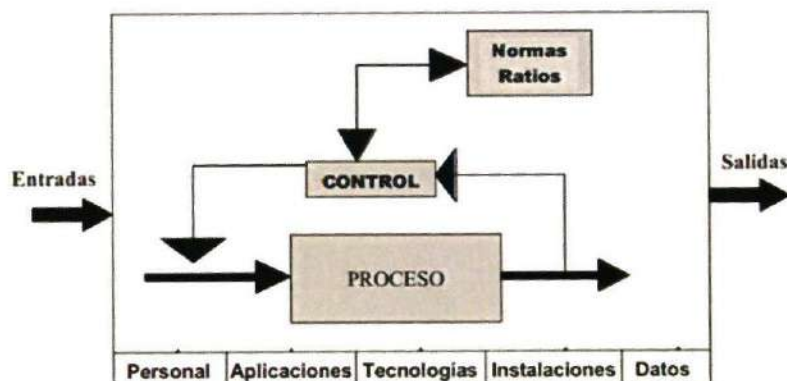 Normas
Ratios
Entradas
CONTROL
Salidas
PROCESO
Personal
Aplicaciones
Tecnologías
Instalaciones
Datos